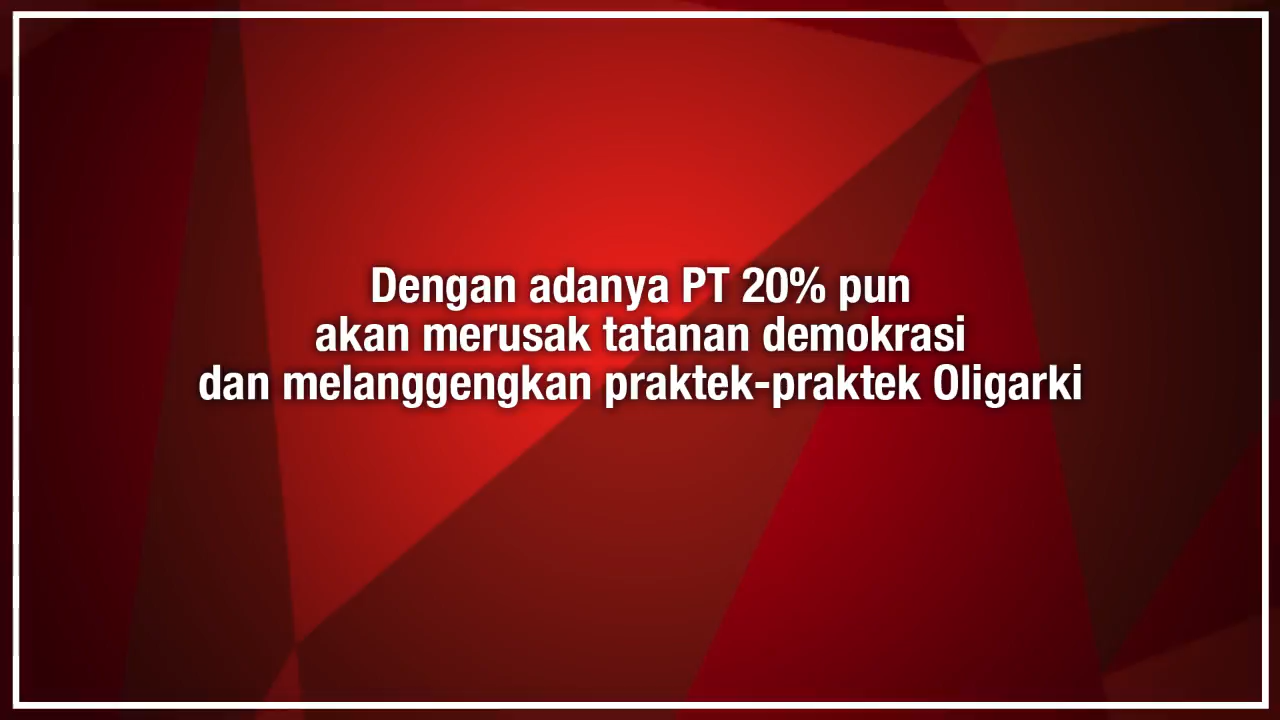 Dengan adanya PT 20% pun
akan merusak tatanan demokrasi
dan melanggengkan praktek-praktek Oligarki